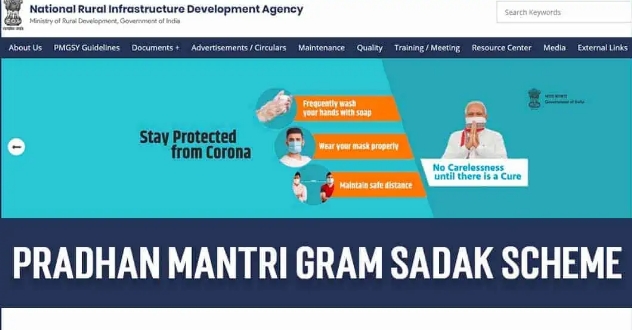 National Rural Infrastructure Development Agency
Ministry of Rural Development, Government of India
Search Keywords
About Us PMGSY Guidelines Documents + Advertisements / Circulars Maintenance Quality Training / Meeting Resource Center Media External Links
Frequently wash
your hands with soap
Stay Protected
from Corona
Wear your mask properly
Maintain safe distance
Government of India
No Carelessness
until there is a Cure
PRADHAN MANTRI GRAM SADAK SCHEME